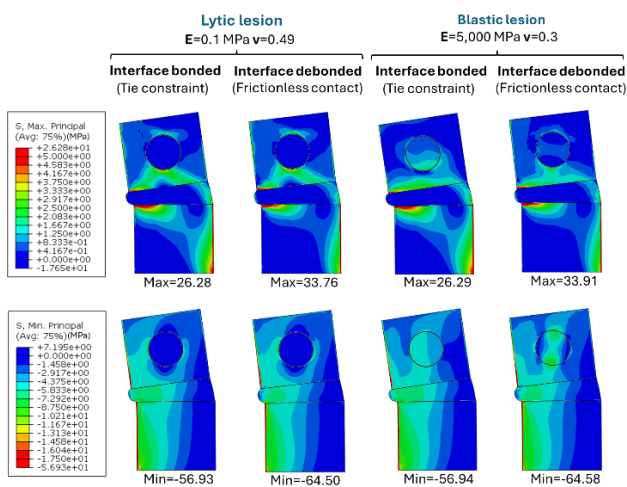 Lytic lesion
E=0.1 MPa v=0.49
Blastic lesion
E=5,000 MPa v=0.3
Interface bonded
(Tie constraint)
Interface debonded
(Frictionless contact)
Interface bonded
(Tie constraint)
Interface debonded
(Frictionless contact)
S, Max. Principal
(Avg: 75%)(MPa)
+2.628e+01
+5.000e+00
+4.583e+00
+4.167e+00
+3.750e+00
+3.333e+00
+2.917e+00
+2.500e+00
+2.083e+00
+1.667e+00
+1.250e+00
+8.333e-01
+4.167e-01
+0.000e+00
-1.765e+01
Max=26.28
Max=33.76
Max=26.29
Max=33.91
S, Min. Principal
(Avg: 75%)(MPa)
+7.195e+00
+0.000e+00
-1.458e+00
-2.917e+00
-4.375e+00
-5.833e+00
-7.292e+00
-8.750e+00
-1.021e+01
-1.167e+01
-1.313e+01
-1.458e+01
-1.604e+01
-1.750e+01
-5.693e+01
Min=-56.93
Min=-64.50
Min=-56.94
Min=-64.58